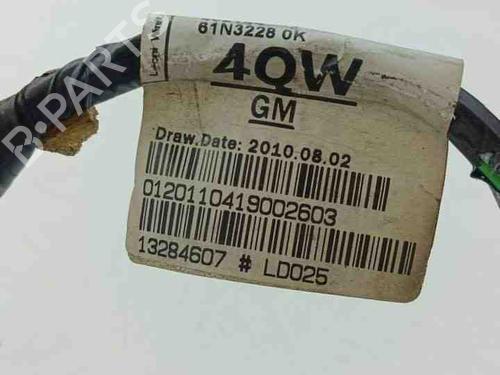 61N3228 0K
4QW
GM
Draw.Date: 2010.08.02
0120110419002603
13284607 # LD025
R-PARTS